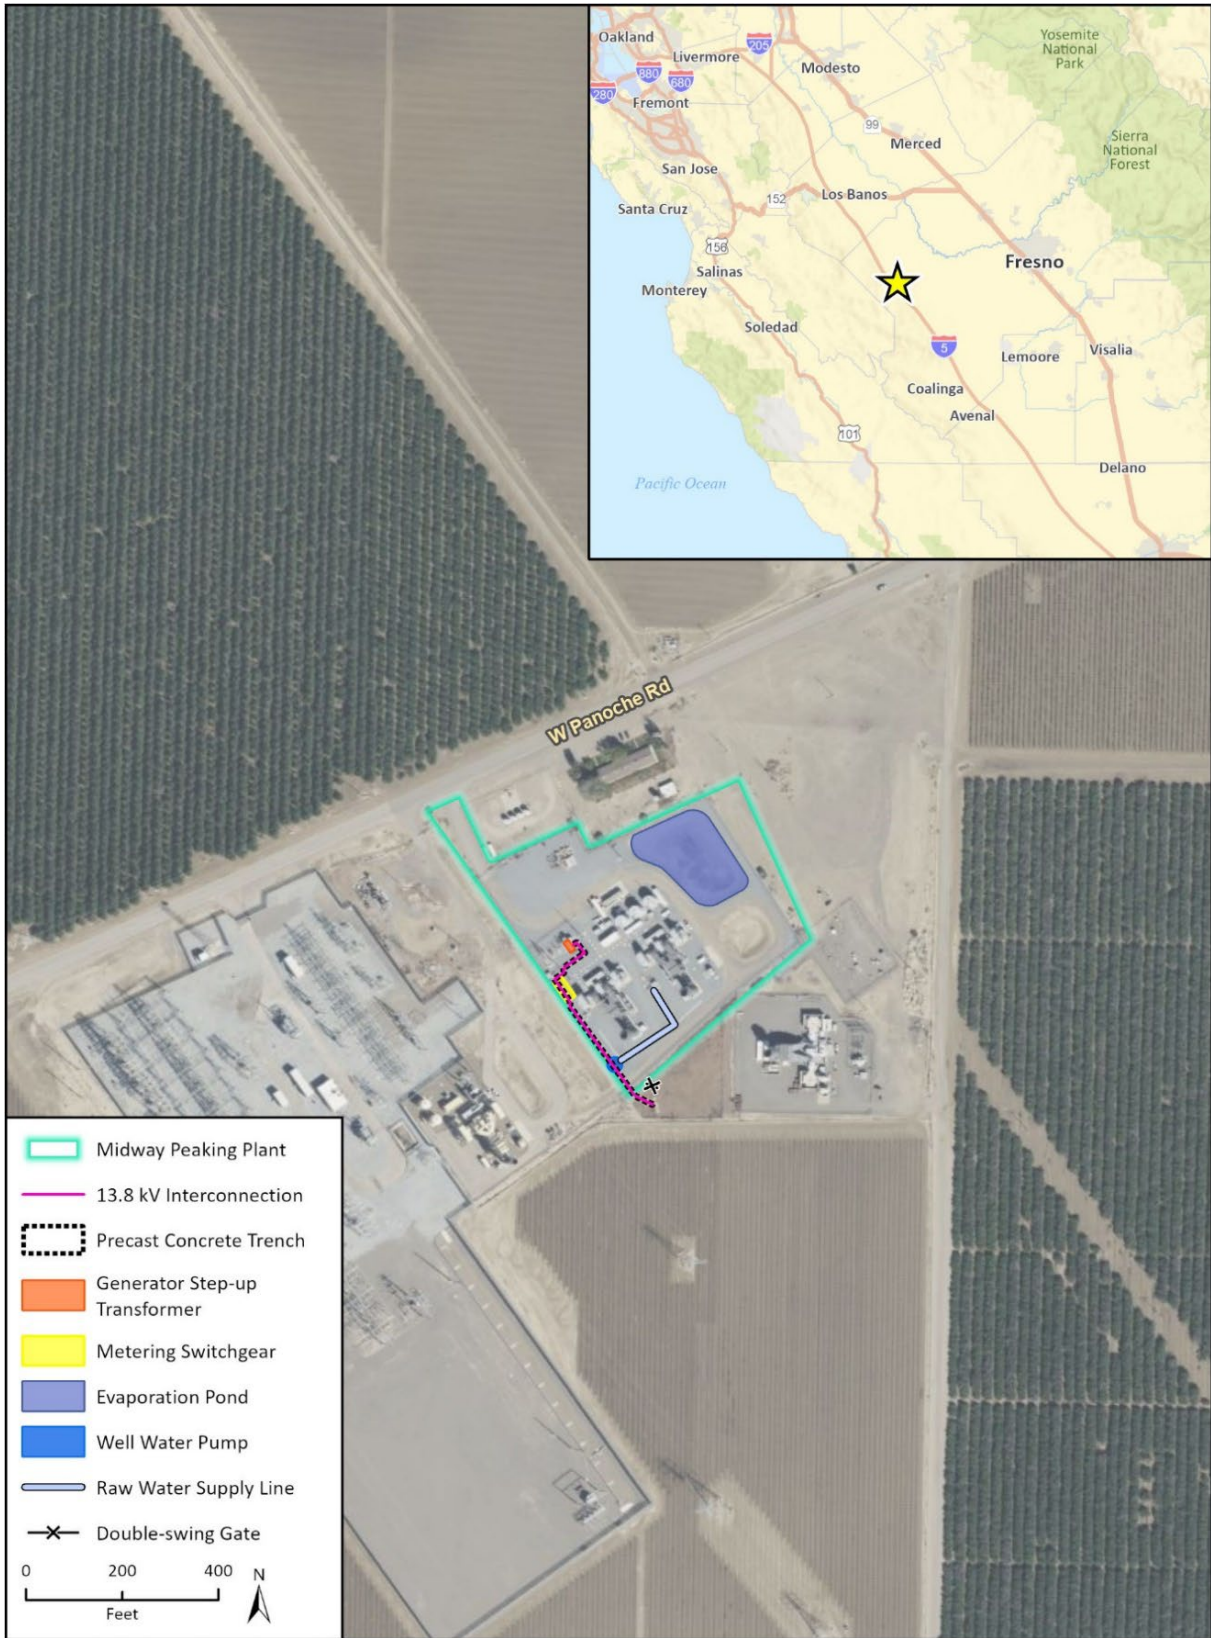 Oakland
Livermore
205
Modesto
Yosemite
National
Park
880
680
280
Fremont
99
Merced
Sierra
National
Forest
San Jose
Los Banos
152
Santa Cruz
156
Fresno
Salinas
Monterey
Soledad
5
Lemoore
Visalia
Coalinga
Avenal
101
Delano
Pacific Ocean
W Panoche Rd
Midway Peaking Plant
13.8 kV Interconnection
Precast Concrete Trench
Generator Step-up
Transformer
Metering Switchgear
Evaporation Pond
Well Water Pump
Raw Water Supply Line
Double-swing Gate
0 200 400
Feet
N